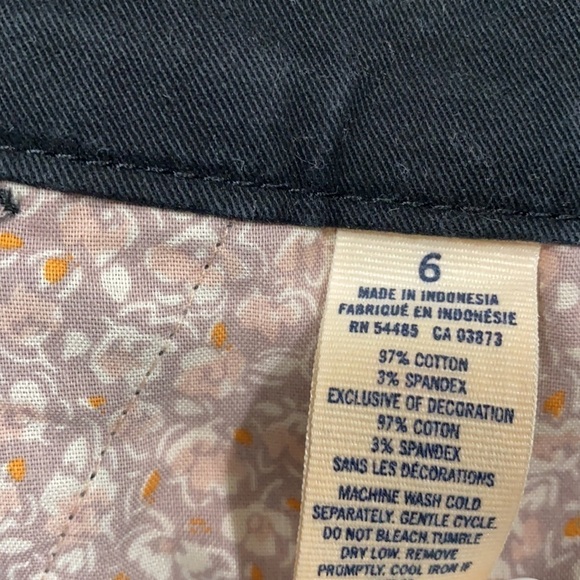 6
MADE IN INDONESIA
FABRIQUÉ EN INDONÉSIE
RN 54485 CA 03873
97% COTTON
3% SPANDEX
EXCLUSIVE OF DECORATION
97% COTTON
3% SPANDEX
SANS LES DÉCORATIONS
MACHINE WASH COLD
SEPARATELY. GENTLE CYCLE.
DO NOT BLEACH. TUMBLE
DRY LOW. REMOVE
PROMPTLY. COOL IRON IF